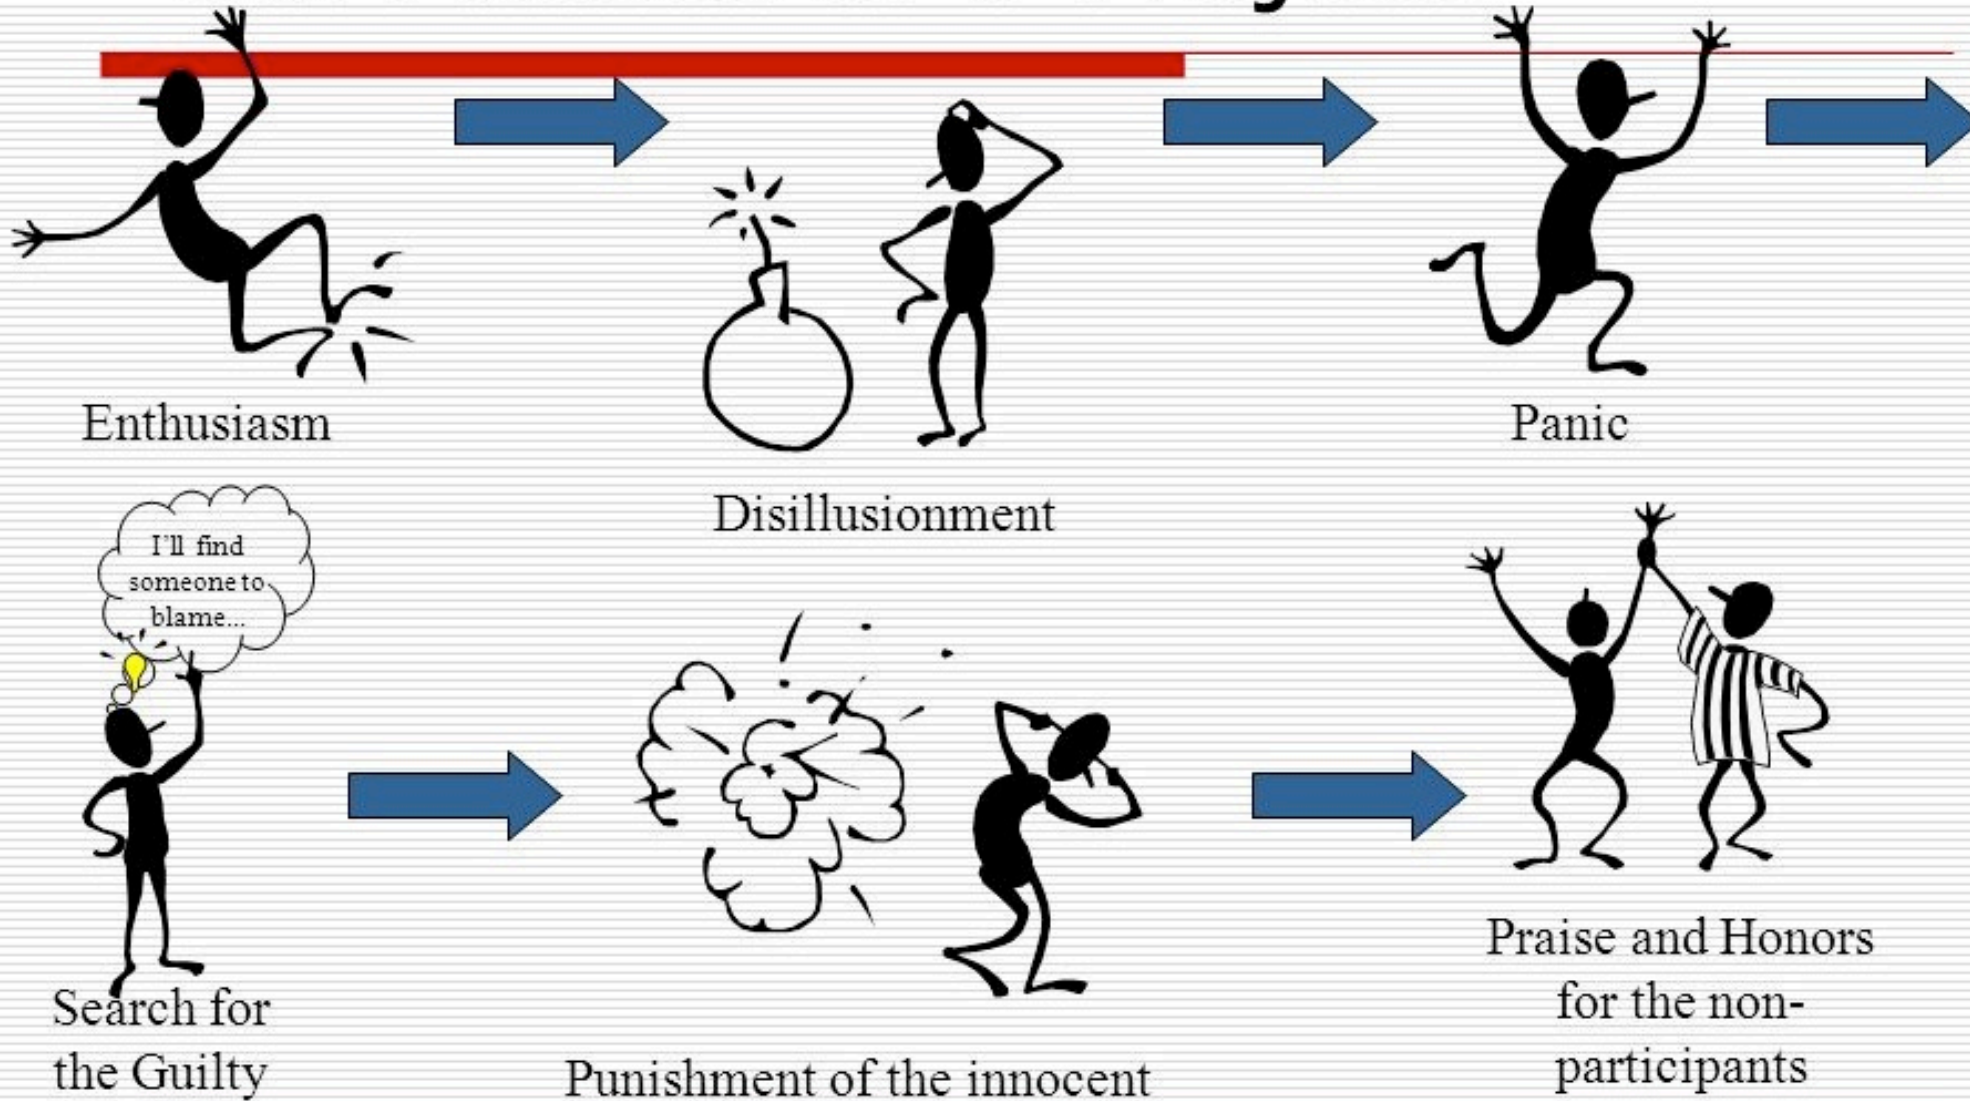 Enthusiasm
Disillusionment
Panic
I'll find
someone to
blame...
Search for
the Guilty
Punishment of the innocent
Praise and Honors
for the non-
participants